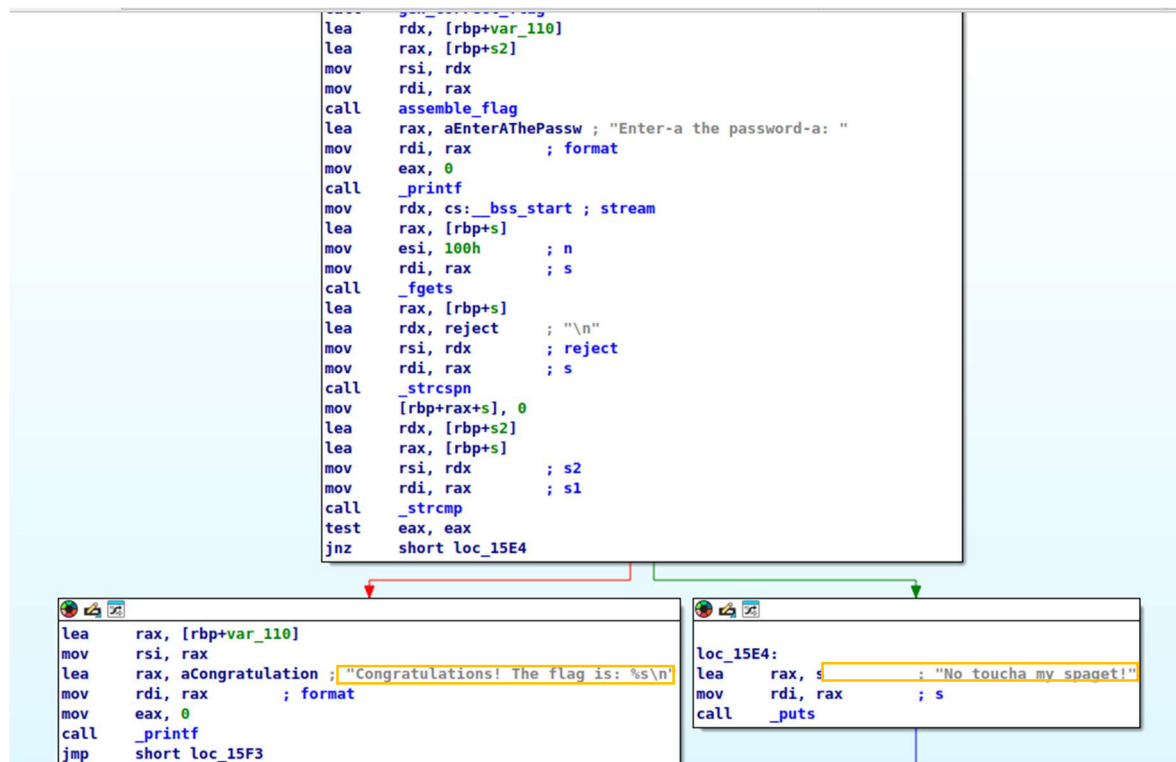 lea rdx, [rbp+var_110]
lea rax, [rbp+s2]
mov rsi, rdx
mov rdi, rax
call assemble_flag
lea rax, aEnterAThePassw ; "Enter-a the password-a: "
mov rdi, rax ; format
mov eax, 0
call _printf
mov rdx, cs:__bss_start ; stream
lea rax, [rbp+s]
mov esi, 100h ; n
mov rdi, rax ; s
call _fgets
lea rax, [rbp+s]
lea rdx, reject ; "\n"
mov rsi, rdx ; reject
mov rdi, rax ; s
call _strcspn
mov [rbp+rax+s], 0
lea rdx, [rbp+s2]
lea rax, [rbp+s]
mov rsi, rdx ; s2
mov rdi, rax ; s1
call _strcmp
test eax, eax
jnz short loc_15E4
lea rax, [rbp+var_110]
mov rsi, rax
lea rax, aCongratulation ; "Congratulations! The flag is: %s\n"
mov rdi, rax ; format
mov eax, 0
call _printf
jmp short loc_15F3
loc_15E4:
lea rax, s ; "No toucha my spaget!"
mov rdi, rax ; s
call _puts